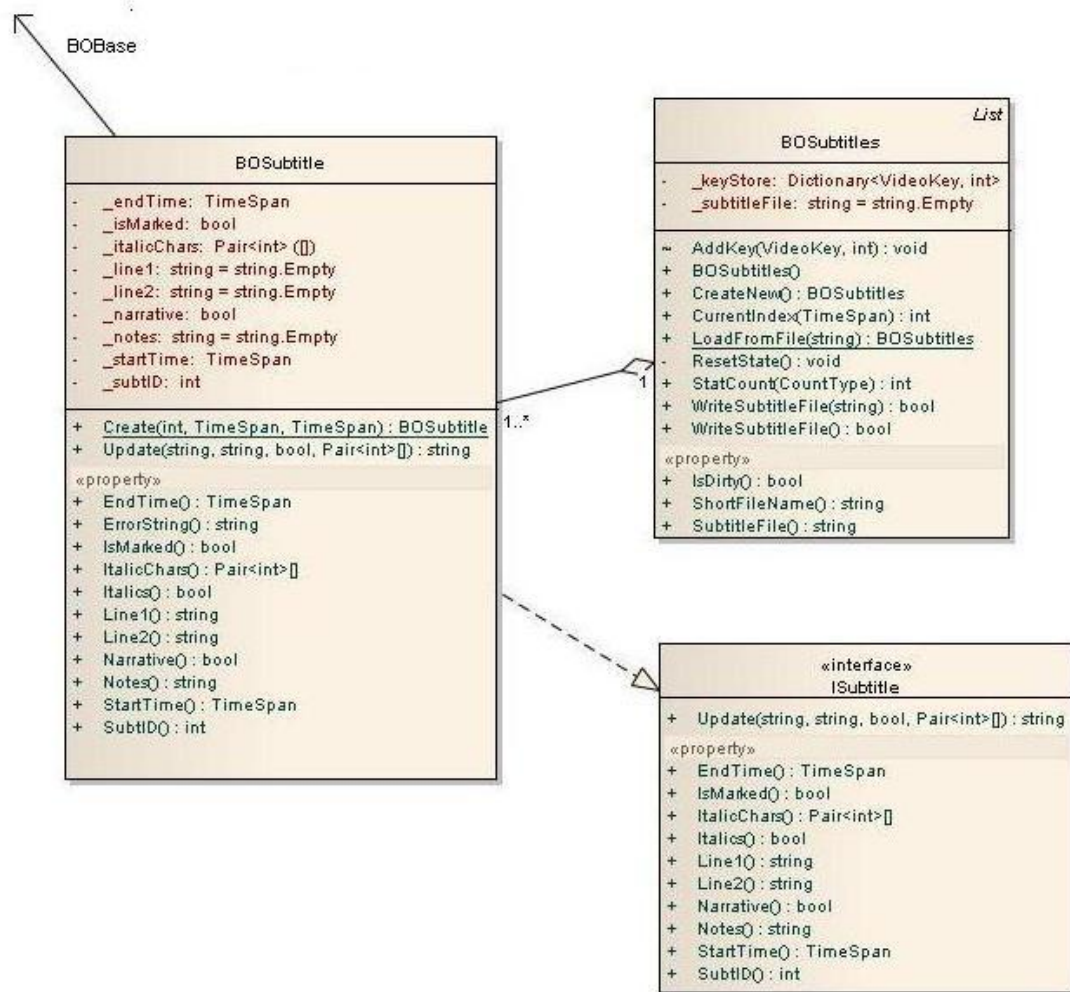 BOBase
BOSubtitle
- _endTime: TimeSpan
- _isMarked: bool
- _italicChars: Pair<int> ([])
- _line1: string = string.Empty
- _line2: string = string.Empty
- _narrative: bool
- _notes: string = string.Empty
- _startTime: TimeSpan
- _subtID: int
+ Create(int, TimeSpan, TimeSpan) : BOSubtitle
+ Update(string, string, bool, Pair<int>[]) : string
«property»
+ EndTime() : TimeSpan
+ ErrorString() : string
+ IsMarked() : bool
+ ItalicChars() : Pair<int>[]
+ Italics() : bool
+ Line1() : string
+ Line2() : string
+ Narrative() : bool
+ Notes() : string
+ StartTime() : TimeSpan
+ SubtID() : int
1..*
1
List
BOSubtitles
- _keyStore: Dictionary<VideoKey, int>
- _subtitleFile: string = string.Empty
~ AddKey(VideoKey, int) : void
+ BOSubtitles()
+ CreateNew() : BOSubtitles
+ CurrentIndex(TimeSpan) : int
+ LoadFromFile(string) : BOSubtitles
- ResetState() : void
+ StatCount(CountType) : int
+ WriteSubtitleFile(string) : bool
+ WriteSubtitleFile() : bool
«property»
+ IsDirty() : bool
+ ShortFileName() : string
+ SubtitleFile() : string
«interface»
ISubtitle
+ Update(string, string, bool, Pair<int>[]) : string
«property»
+ EndTime() : TimeSpan
+ IsMarked() : bool
+ ItalicChars() : Pair<int>[]
+ Italics() : bool
+ Line1() : string
+ Line2() : string
+ Narrative() : bool
+ Notes() : string
+ StartTime() : TimeSpan
+ SubtID() : int